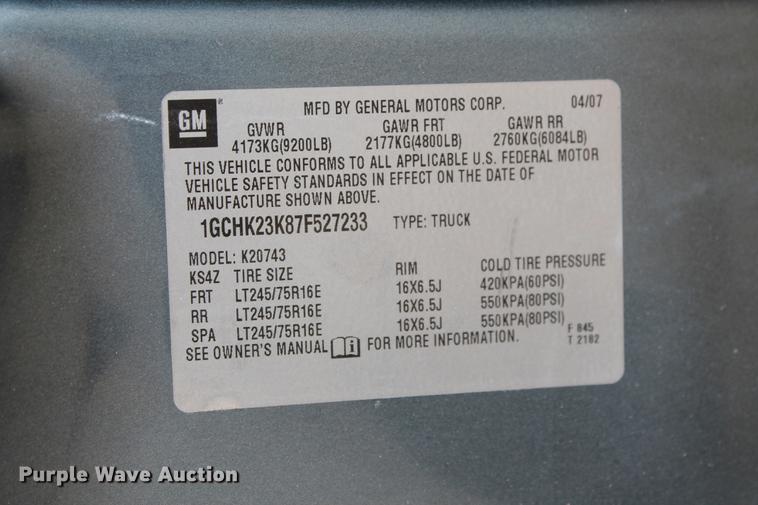 GM
MFD BY GENERAL MOTORS CORP. 04/07
GVWR GAWR FRT GAWR RR
4173KG(9200LB) 2177KG(4800LB) 2760KG(6084LB)
THIS VEHICLE CONFORMS TO ALL APPLICABLE U.S. FEDERAL MOTOR
VEHICLE SAFETY STANDARDS IN EFFECT ON THE DATE OF
MANUFACTURE SHOWN ABOVE.
1GCHK23K87F527233 TYPE: TRUCK
MODEL: K20743
KS4Z TIRE SIZE RIM COLD TIRE PRESSURE
FRT LT245/75R16E 16X6.5J 420KPA(60PSI)
RR LT245/75R16E 16X6.5J 550KPA(80PSI)
SPA LT245/75R16E 16X6.5J 550KPA(80PSI)
SEE OWNER'S MANUAL i FOR MORE INFORMATION.
F 845
T 2182
Purple Wave Auction